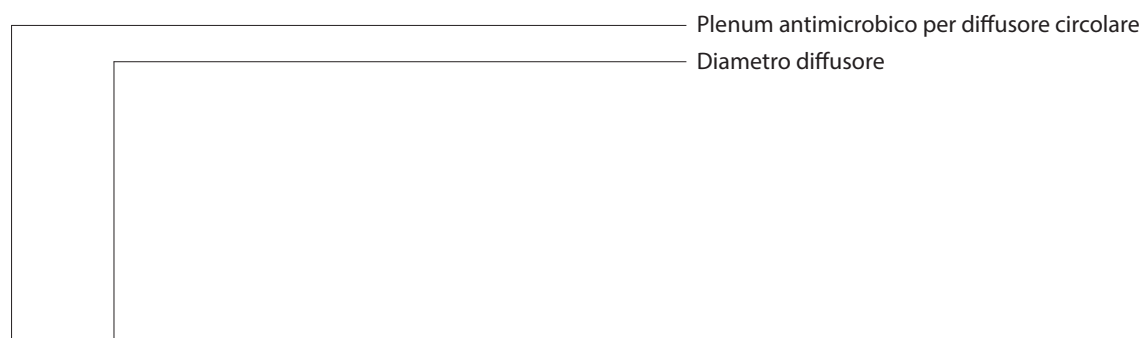 Plenum antimicrobico per diffusore circolare
Diametro diffusore